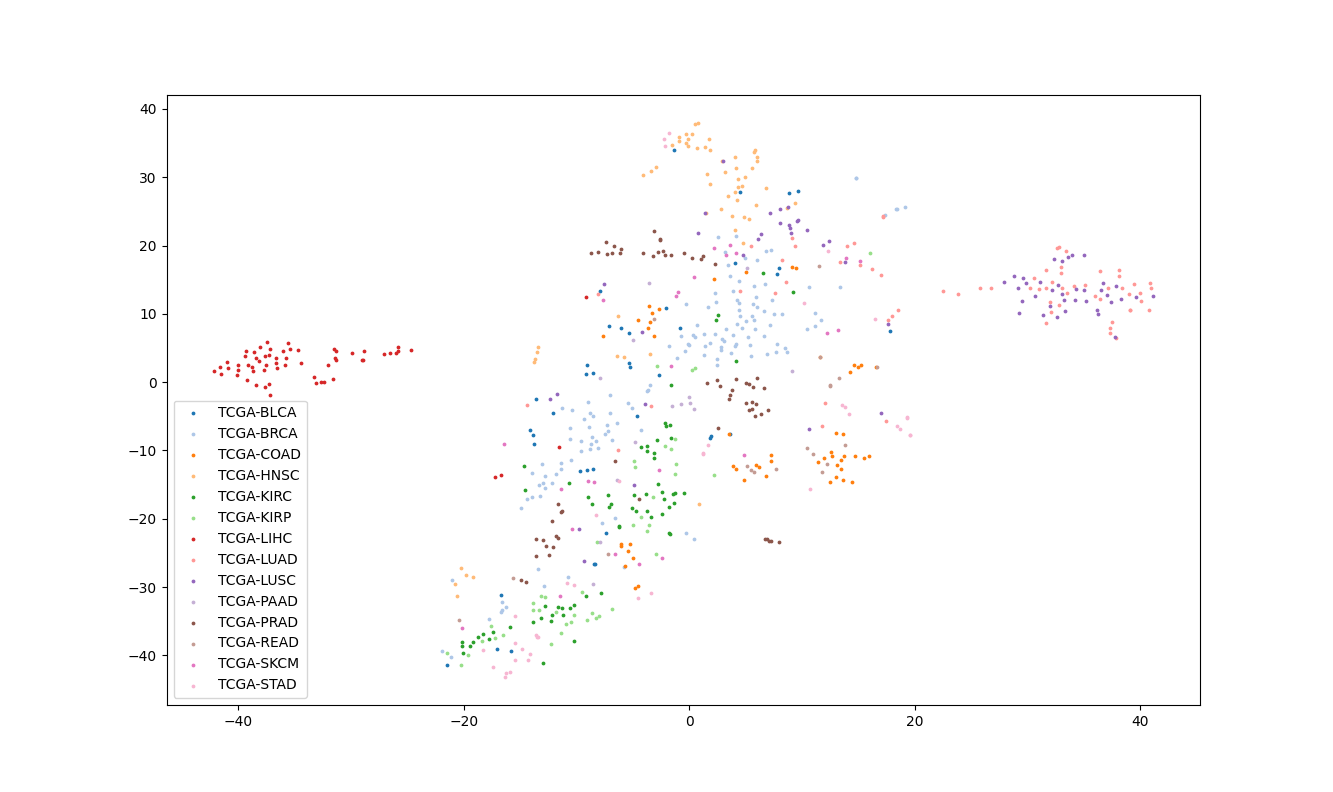 40
30
20
10
0
−10
−20
−30
−40
TCGA-BLCA
TCGA-BRCA
TCGA-COAD
TCGA-HNSC
TCGA-KIRC
TCGA-KIRP
TCGA-LIHC
TCGA-LUAD
TCGA-LUSC
TCGA-PAAD
TCGA-PRAD
TCGA-READ
TCGA-SKCM
TCGA-STAD
−40 −20 0 20 40